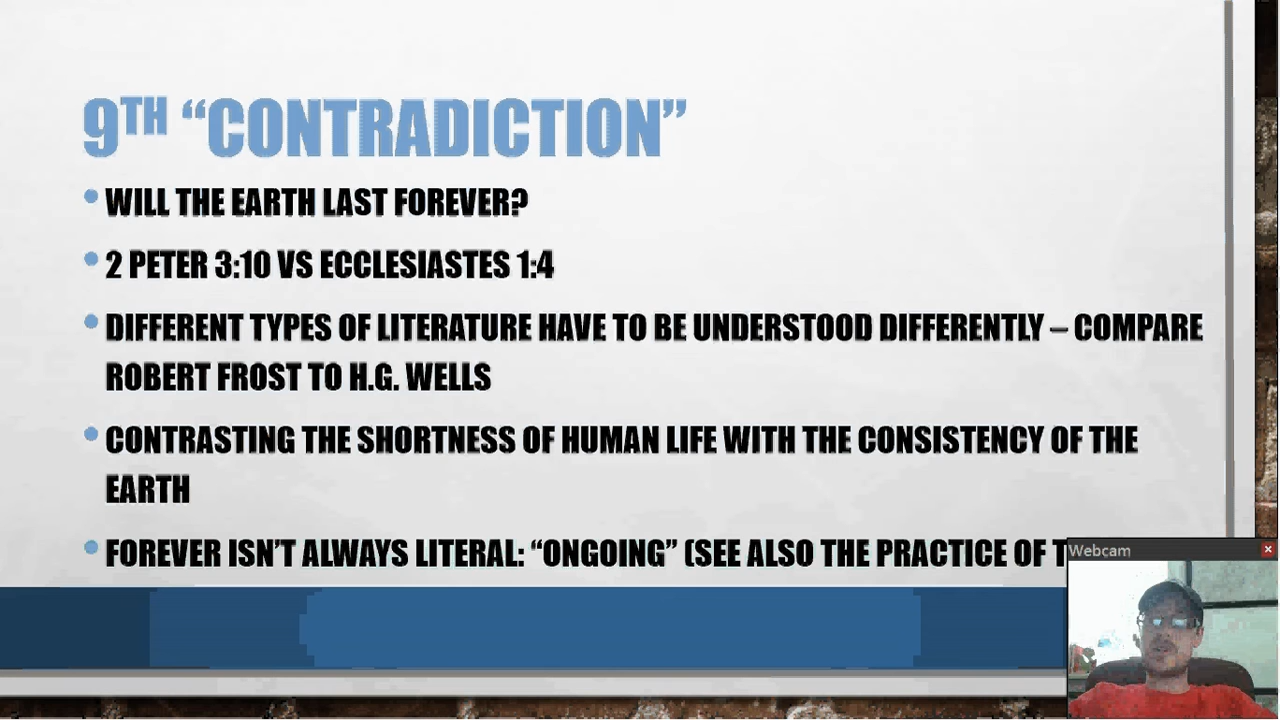 9TH “CONTRADICTION”
WILL THE EARTH LAST FOREVER?
2 PETER 3:10 VS ECCLESIASTES 1:4
DIFFERENT TYPES OF LITERATURE HAVE TO BE UNDERSTOOD DIFFERENTLY – COMPARE
ROBERT FROST TO H.G. WELLS
CONTRASTING THE SHORTNESS OF HUMAN LIFE WITH THE CONSISTENCY OF THE
EARTH
FOREVER ISN’T ALWAYS LITERAL: “ONGOING” (SEE ALSO THE PRACTICE OF
Webcam